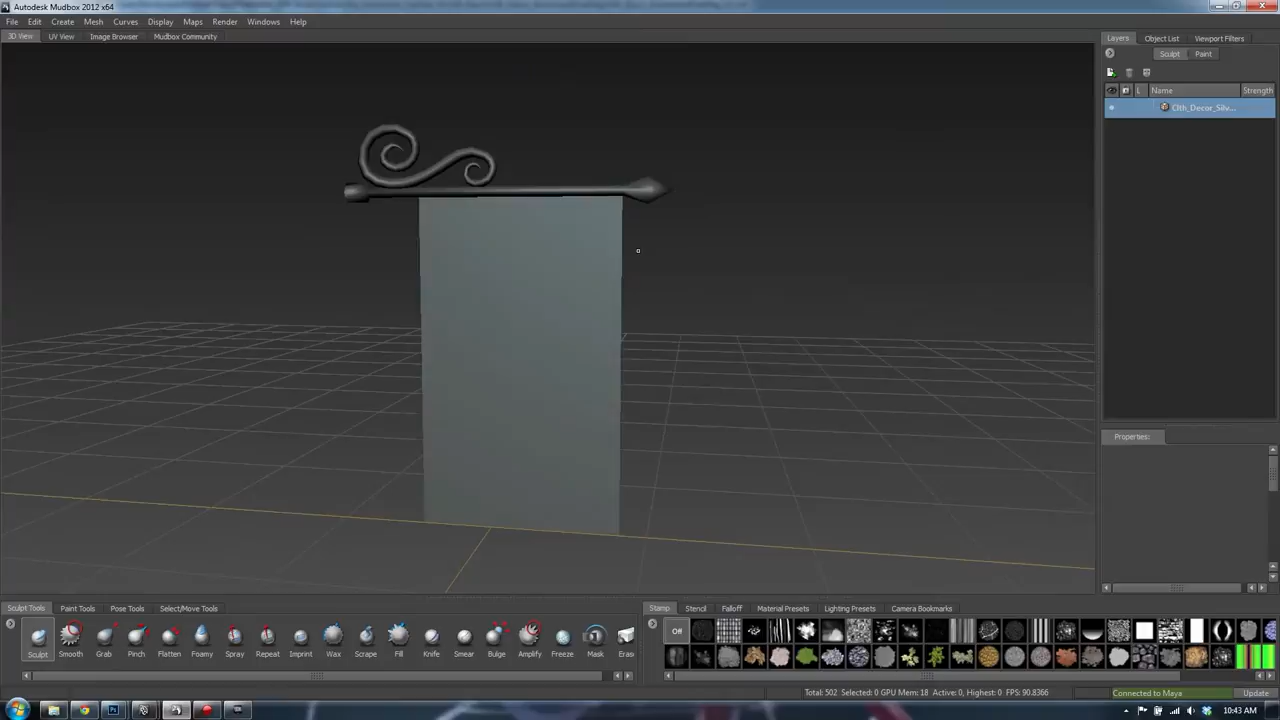 Autodesk Mudbox 2012 x64
File Edit Create Mesh Curves Display Maps Render Windows Help
3D View UV View Image Browser Mudbox Community
Layers Object List Viewport Filters
Sculpt Paint
L Name Strength
Clth_Decor_Silv...
Properties:
Sculpt Tools Paint Tools Pose Tools Select/Move Tools
Stamp Stencil Falloff Material Presets Lighting Presets Camera Bookmarks
Off
Sculpt Smooth Grab Pinch Flatten Foamy Spray Repeat Imprint Wax Scrape Fill Knife Smear Bulge Amplify Freeze Mask Eras
Total: 502 Selected: 0 GPU Mem: 18 Active: 0, Highest: 0 FPS: 90.8366
Connected to Maya Update
10:43 AM